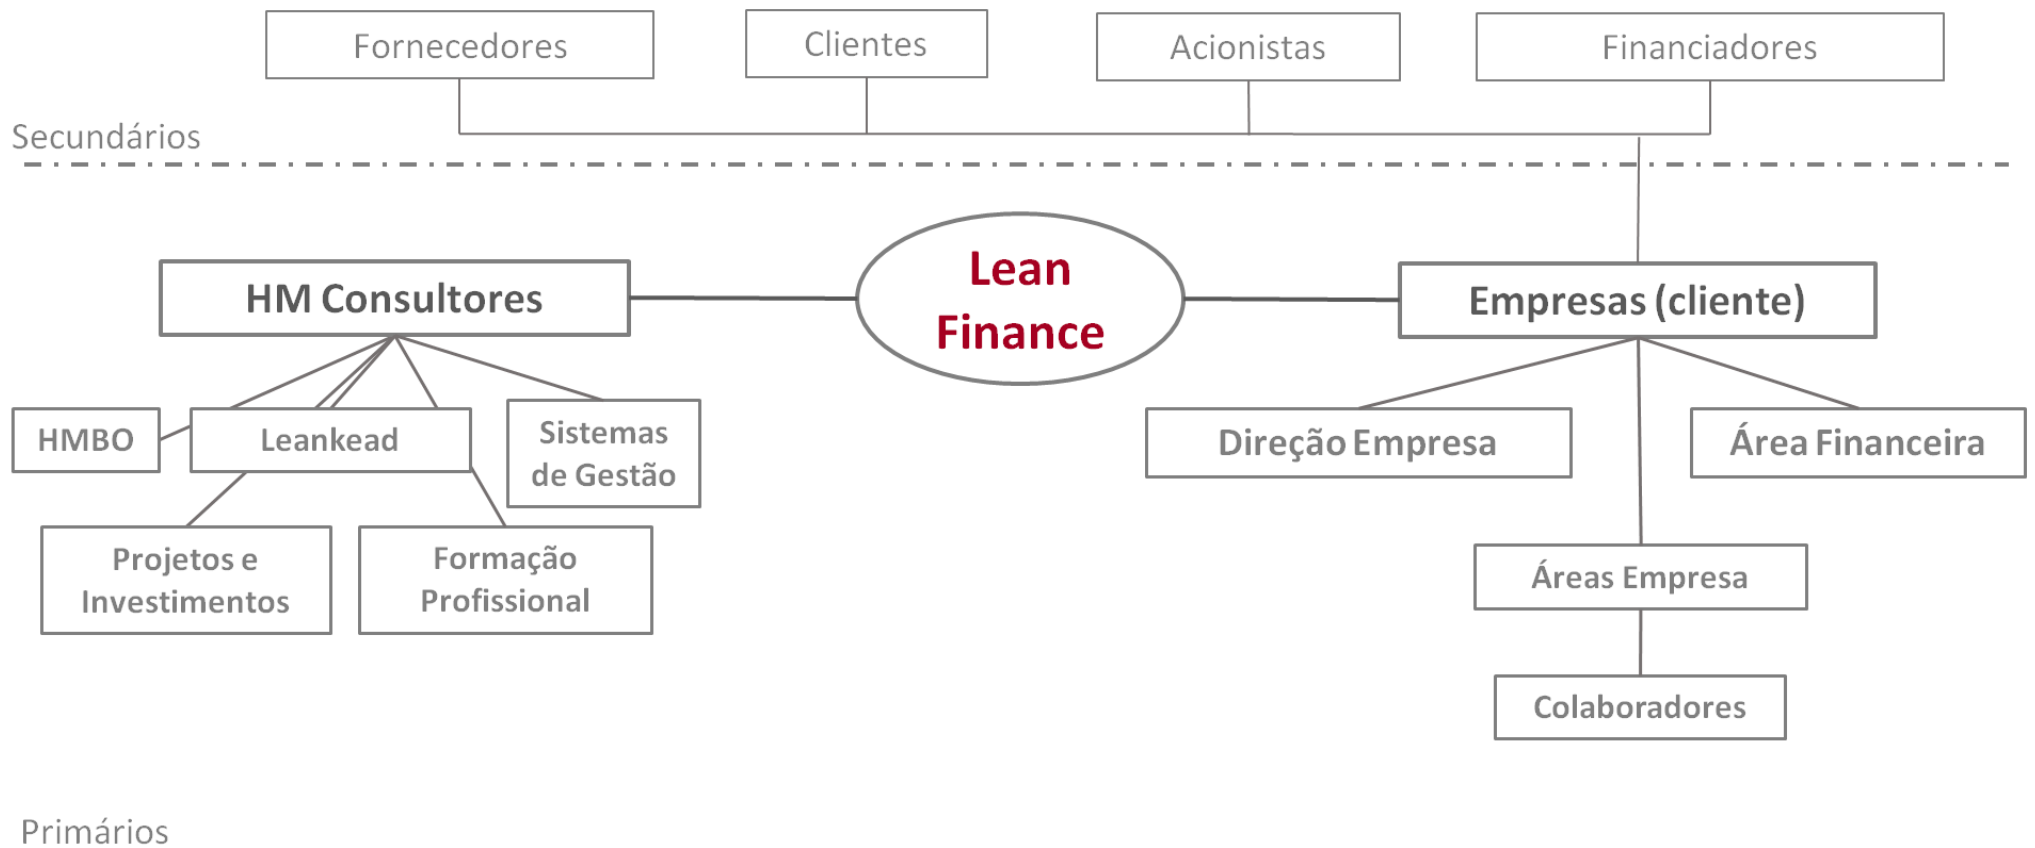 Fornecedores
Clientes
Acionistas
Financiadores
Secundários
HM Consultores
Lean
Finance
Empresas (cliente)
HMBO
Leankead
Sistemas
de Gestão
Direção Empresa
Área Financeira
Projetos e
Investimentos
Formação
Profissional
Áreas Empresa
Colaboradores
Primários